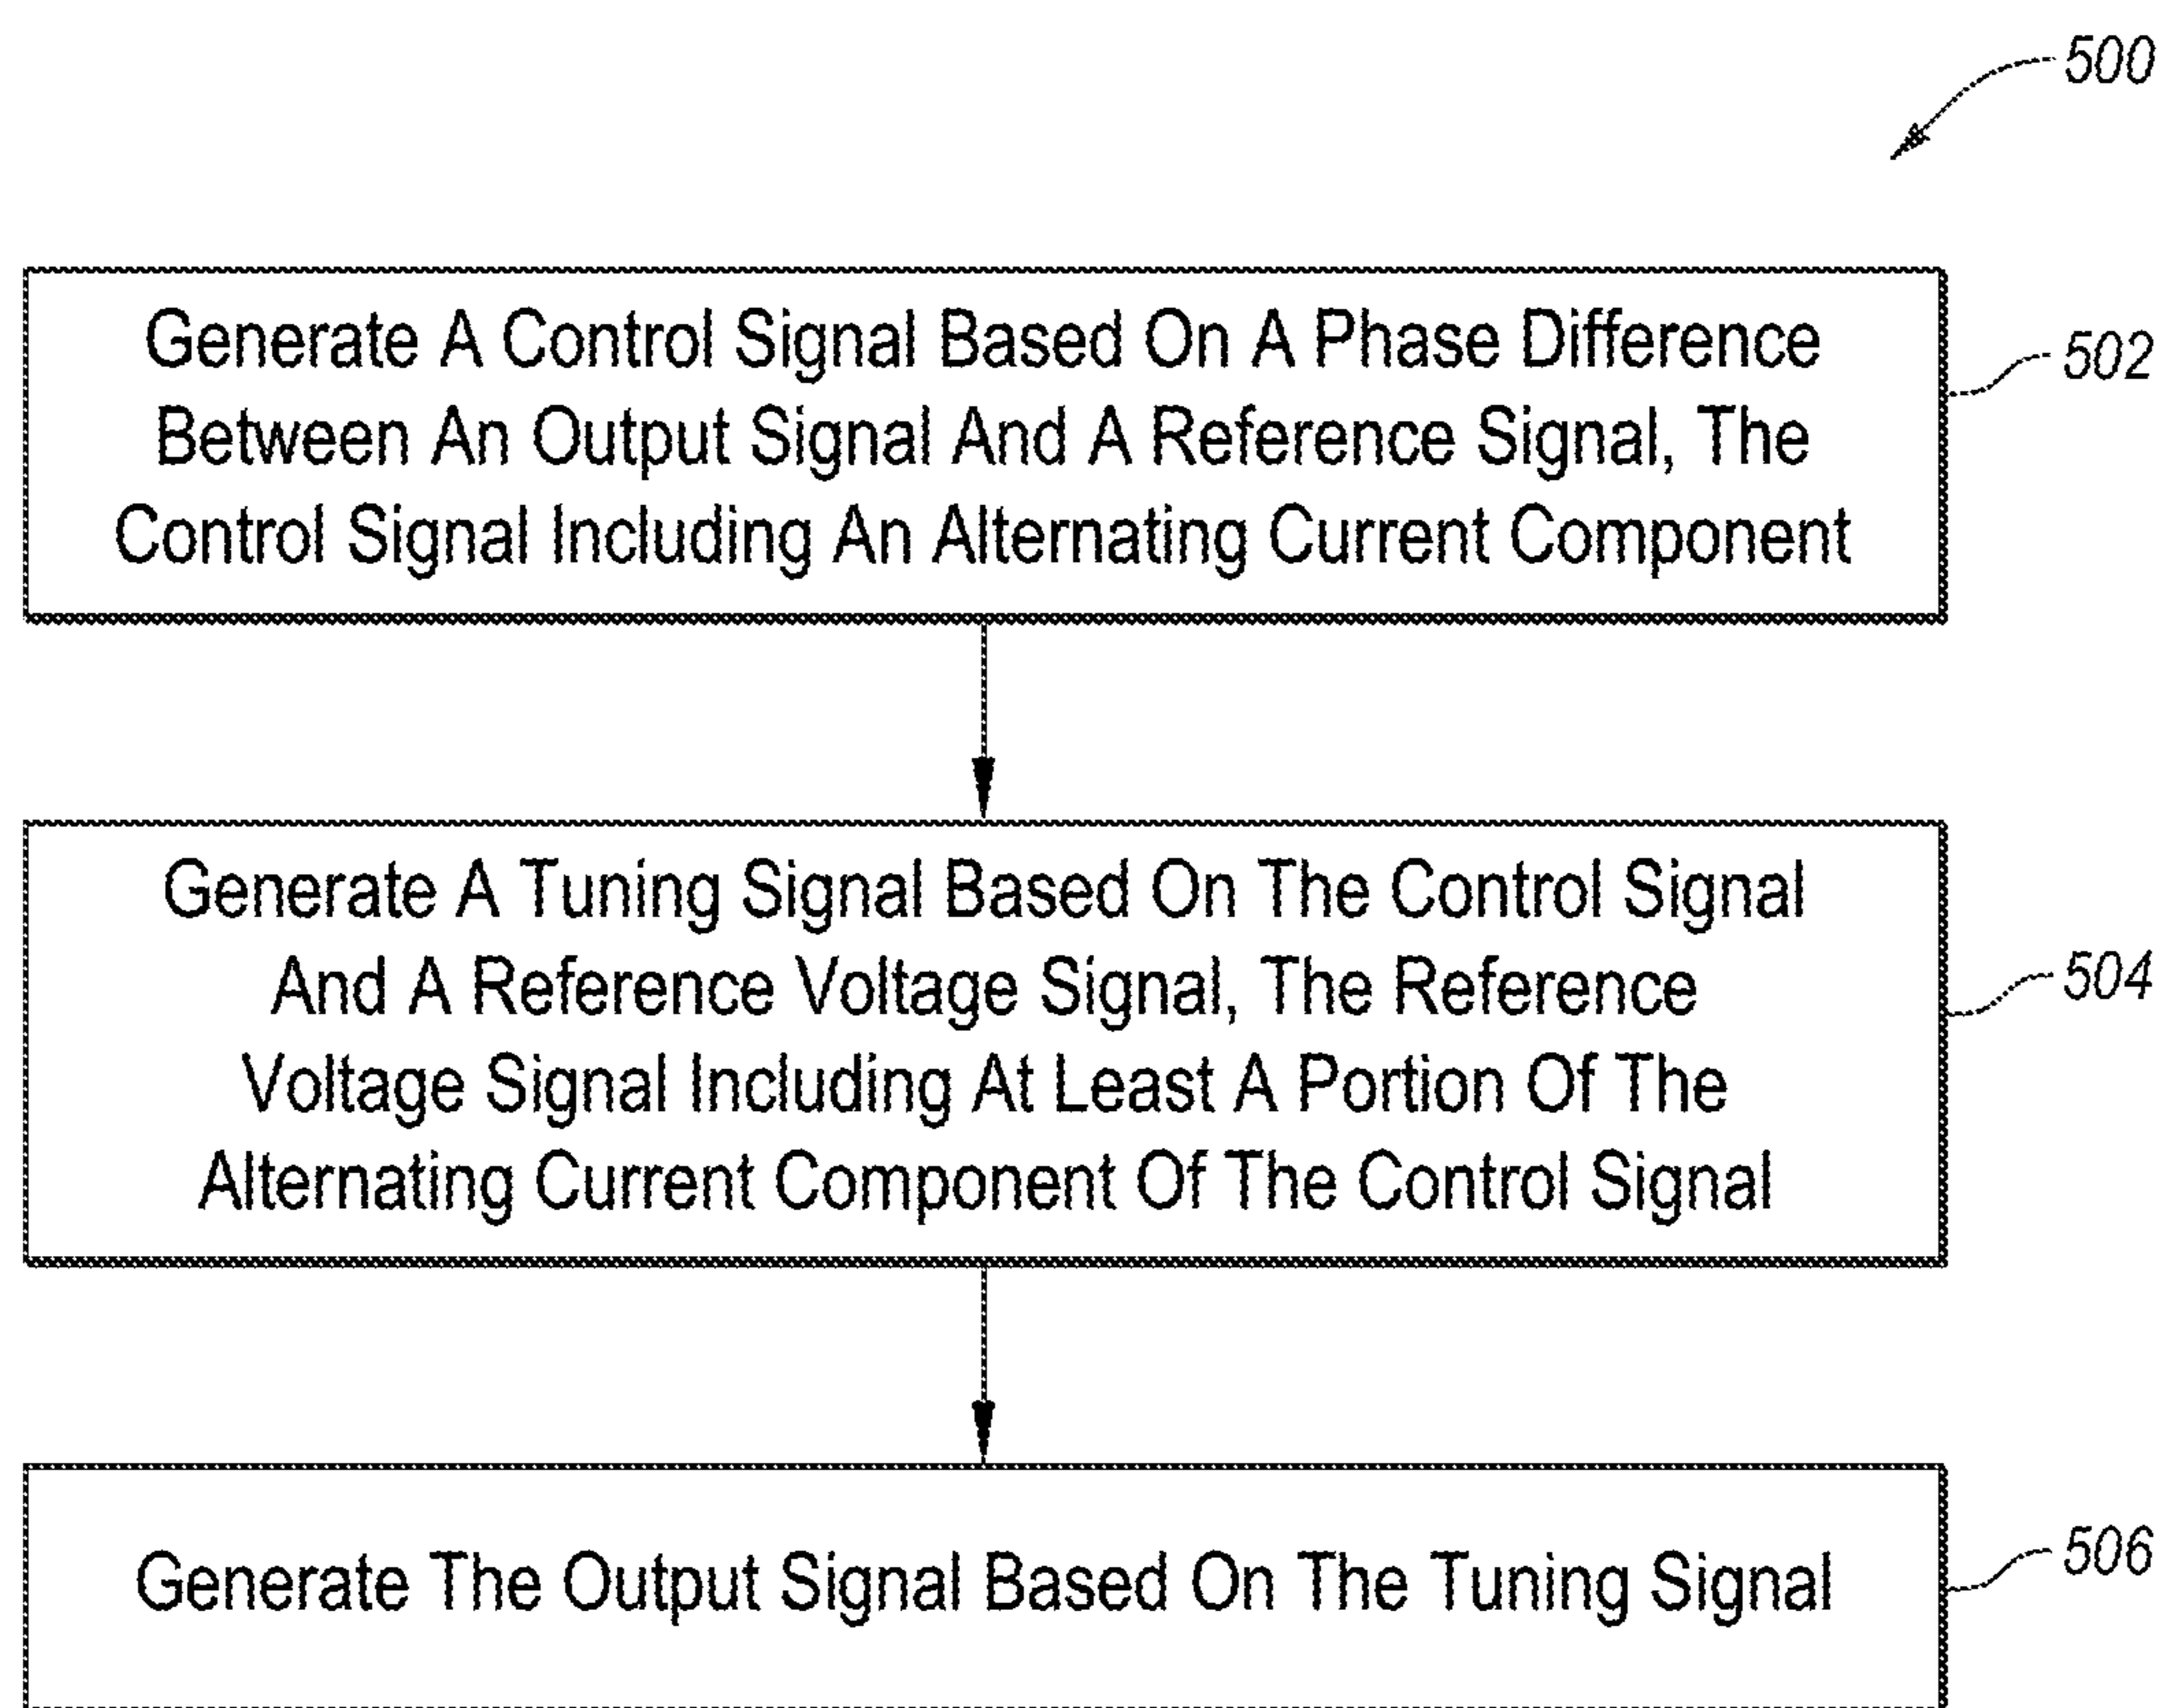 500
Generate A Control Signal Based On A Phase Difference
Between An Output Signal And A Reference Signal, The
Control Signal Including An Alternating Current Component
502
Generate A Tuning Signal Based On The Control Signal
And A Reference Voltage Signal, The Reference
Voltage Signal Including At Least A Portion Of The
Alternating Current Component Of The Control Signal
504
Generate The Output Signal Based On The Tuning Signal
506